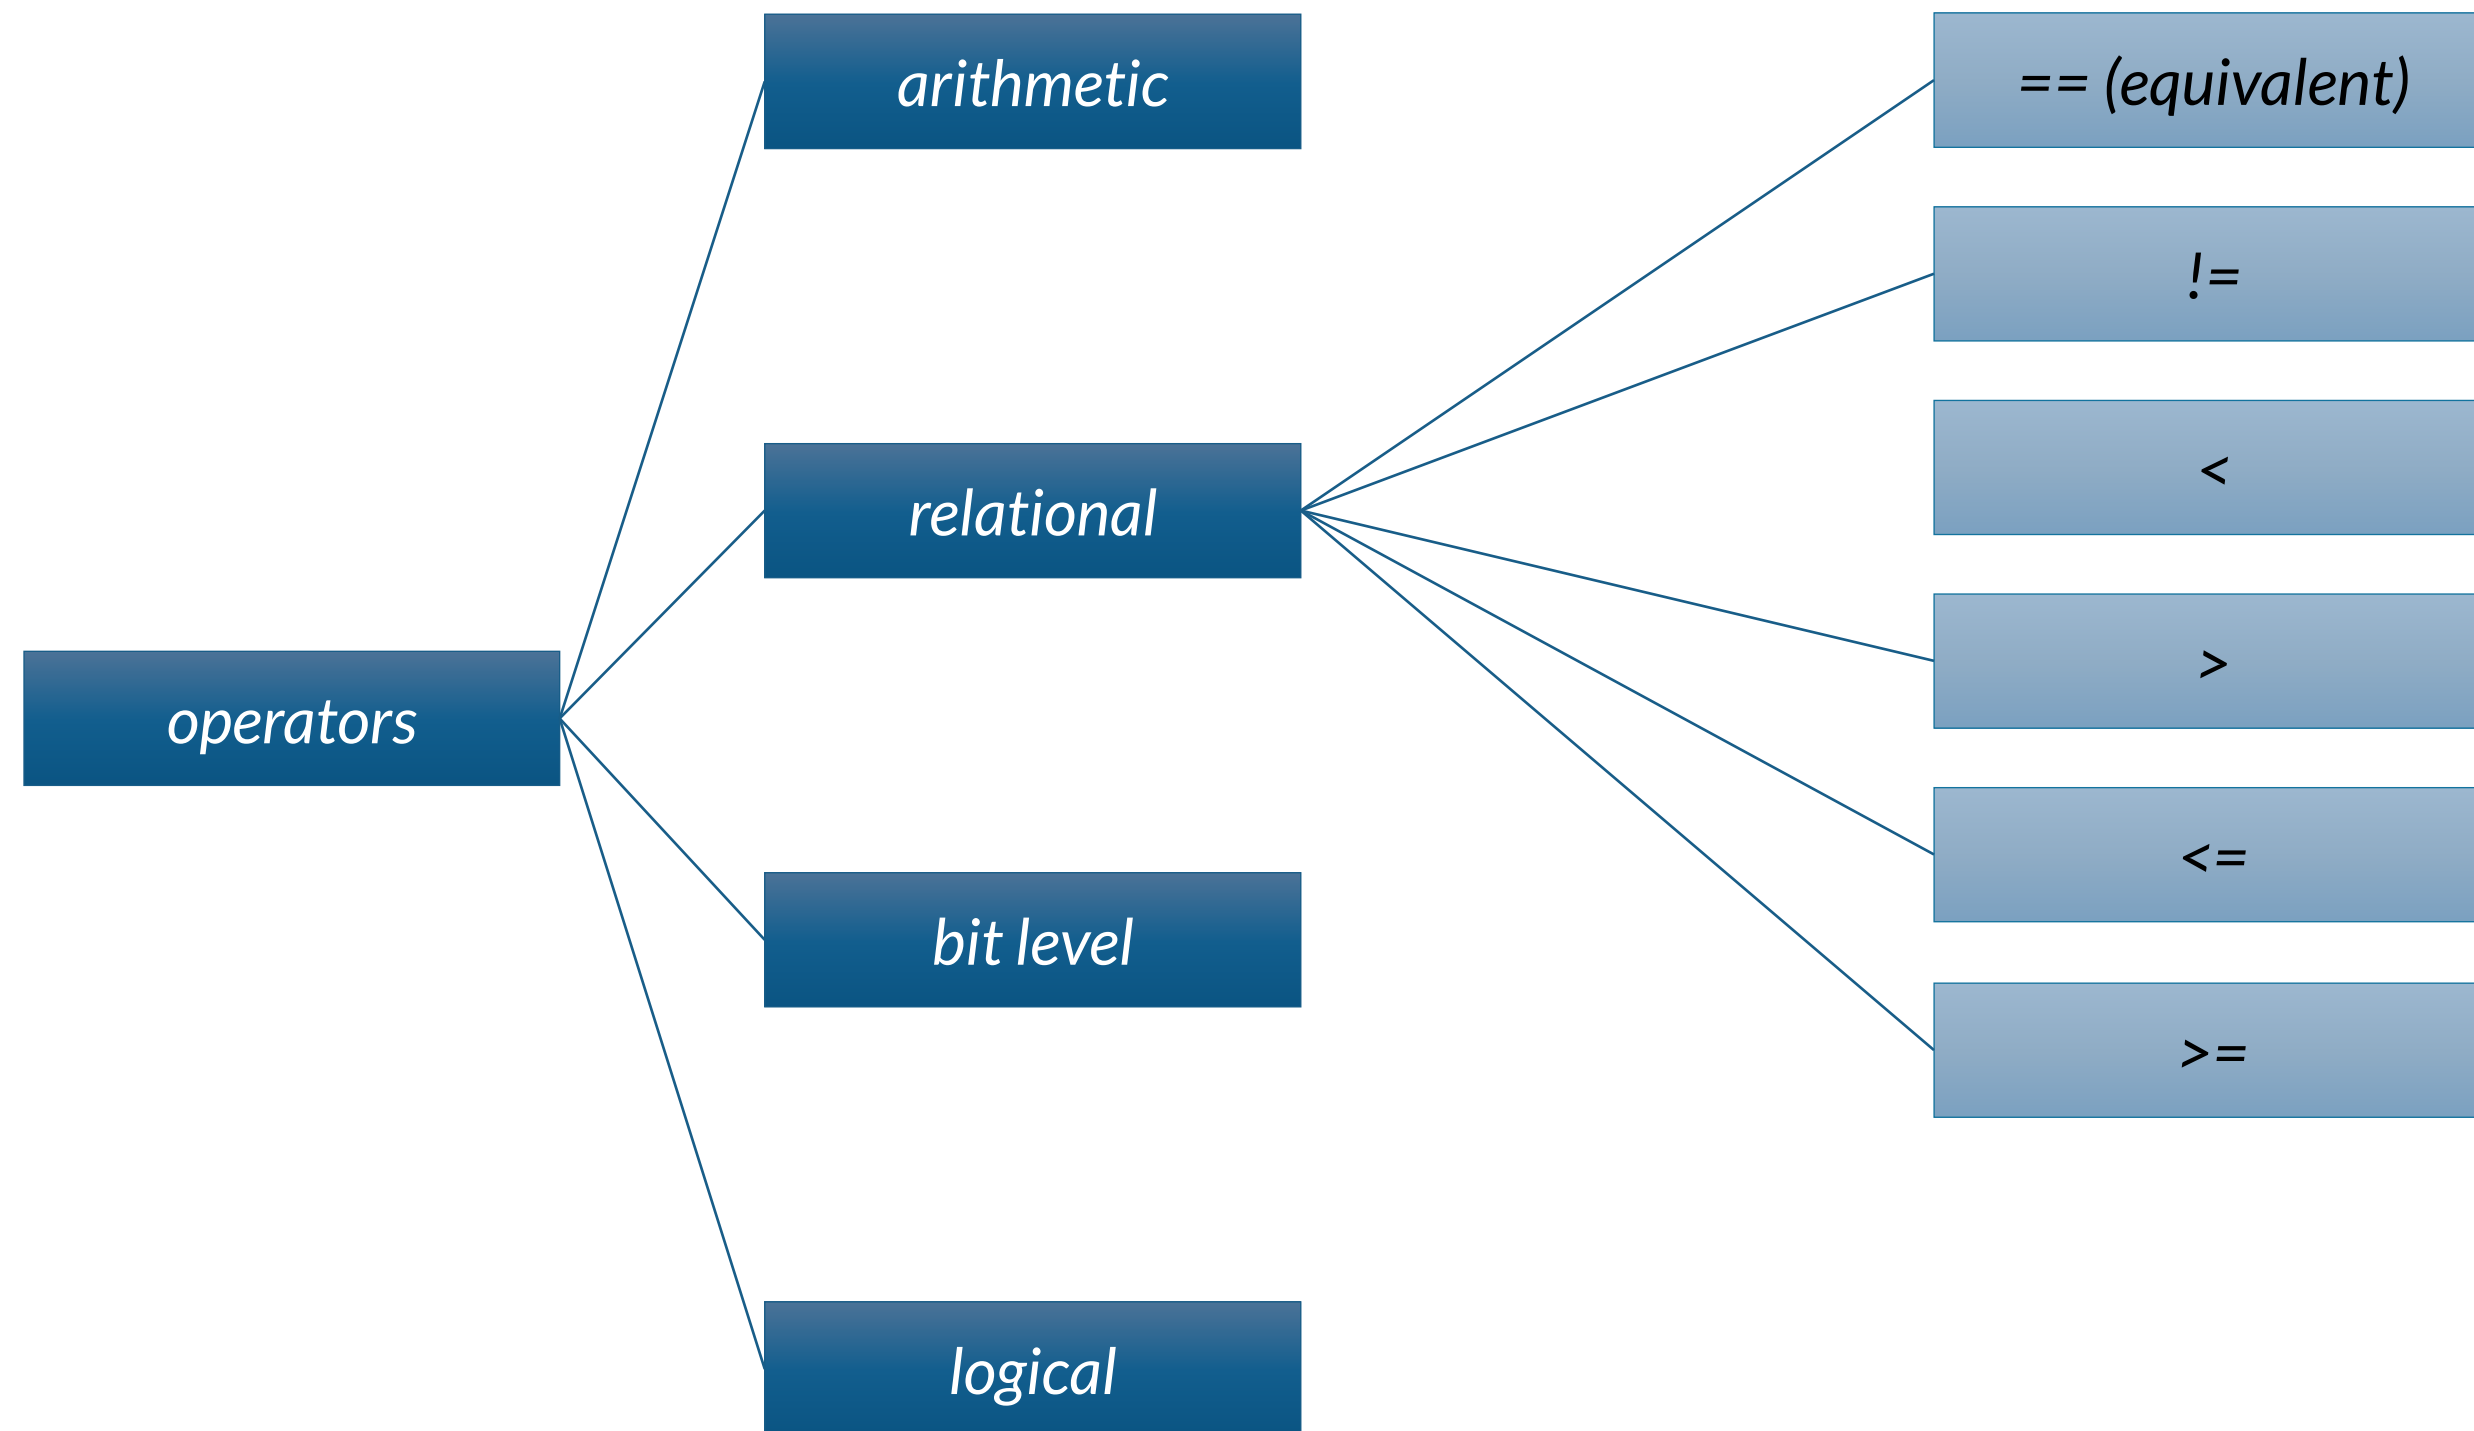 operators
arithmetic
relational
bit level
logical
== (equivalent)
!=
<
>
<=
>=